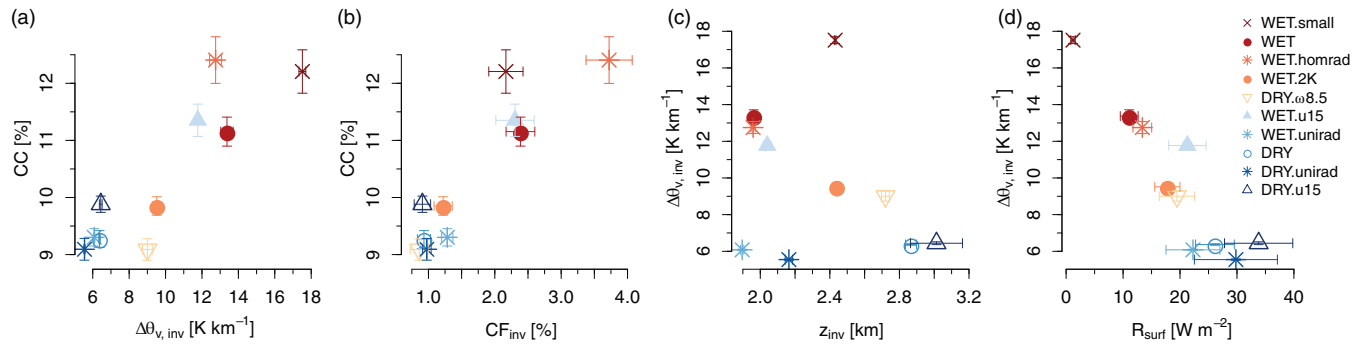 (a)
CC [%]
12
11
10
9
6 8 10 12 14 16 18
Δθv, inv [K km−1]
(b)
CC [%]
12
11
10
9
1.0 2.0 3.0 4.0
CFinv [%]
(c)
Δθv, inv [K km−1]
18
16
14
12
10
8
6
2.0 2.4 2.8 3.2
zinv [km]
(d)
Δθv, inv [K km−1]
18
16
14
12
10
8
6
0 10 20 30 40
Rsurf [W m−2]
WET.small
WET
WET.homrad
WET.2K
DRY.ω8.5
WET.u15
WET.unirad
DRY
DRY.unirad
DRY.u15